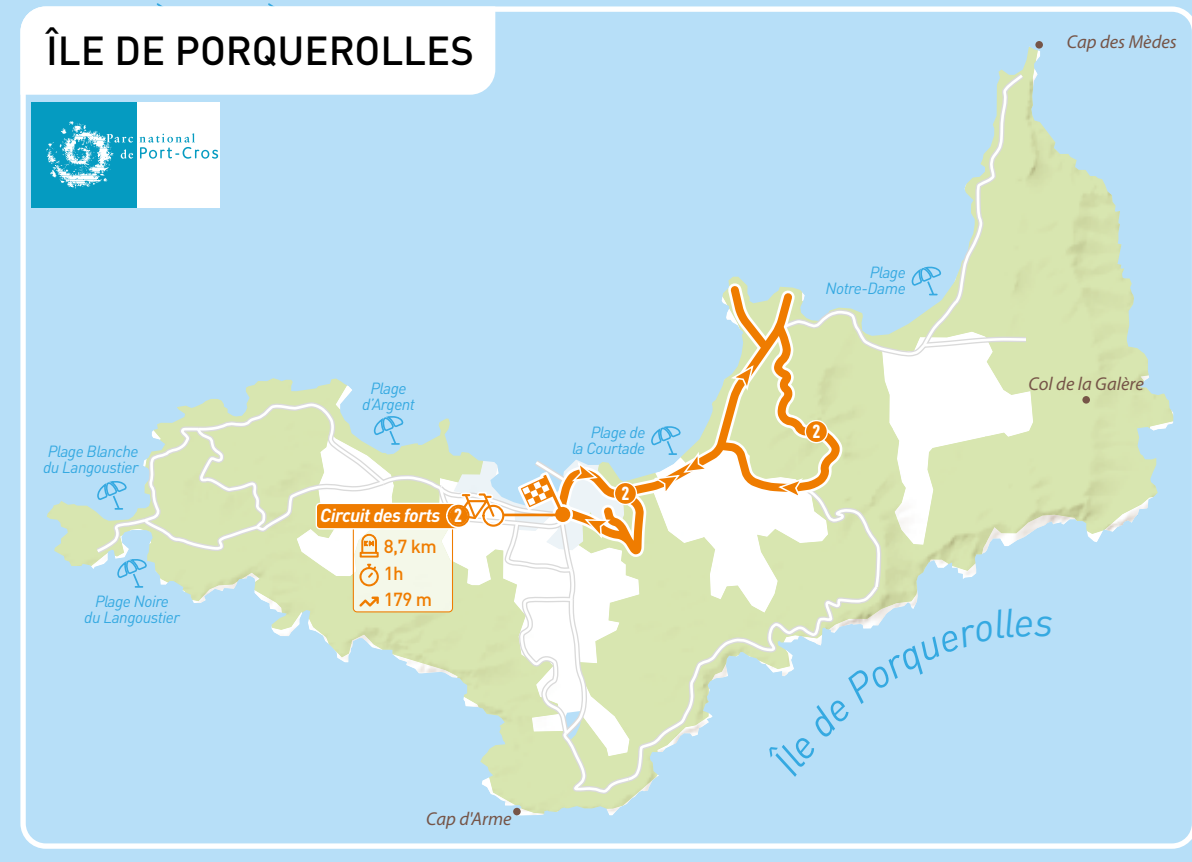 ÎLE DE PORQUEROLLES
Cap des Mèdes
Parc national
de Port-Cros
Plage
Notre-Dame
Col de la Galère
Plage
d'Argent
Plage de
la Courtade
2
Plage Blanche
du Langoustier
2
Circuit des forts 2
KM 8,7 km
1h
179 m
Plage Noire
du Langoustier
Île de Porquerolles
Cap d'Arme